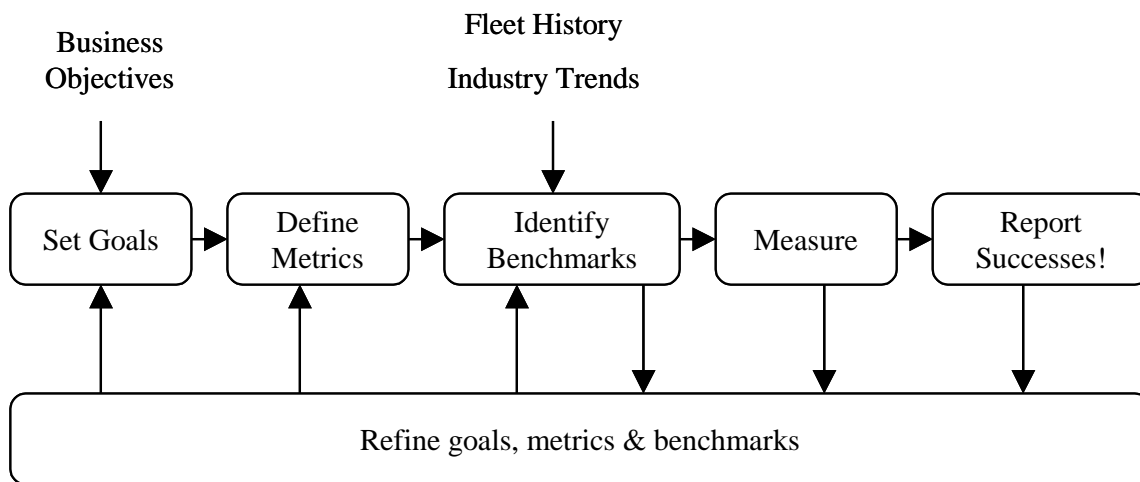 Business
Objectives
Fleet History
Industry Trends
Set Goals
Define
Metrics
Identify
Benchmarks
Measure
Report
Successes!
Refine goals, metrics & benchmarks